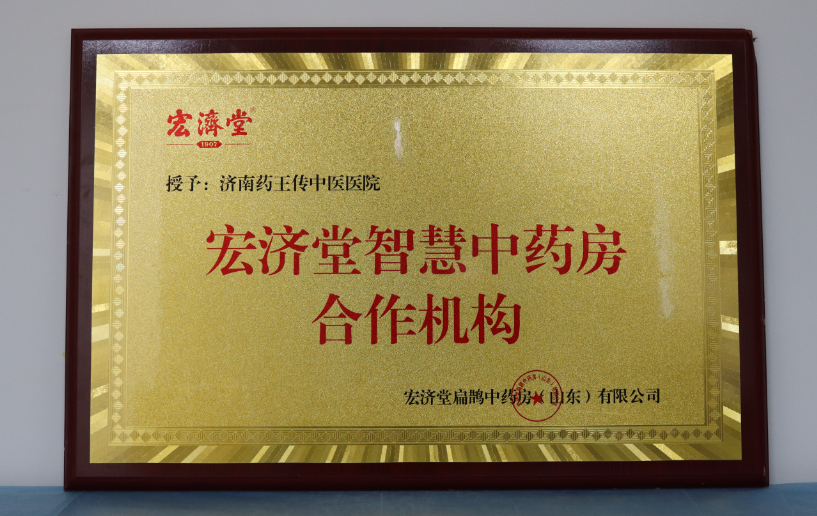 宏濟堂®
1907
授予：济南药王传中医医院
宏济堂智慧中药房
合作机构
宏济堂扁鹊中药房（山东）有限公司